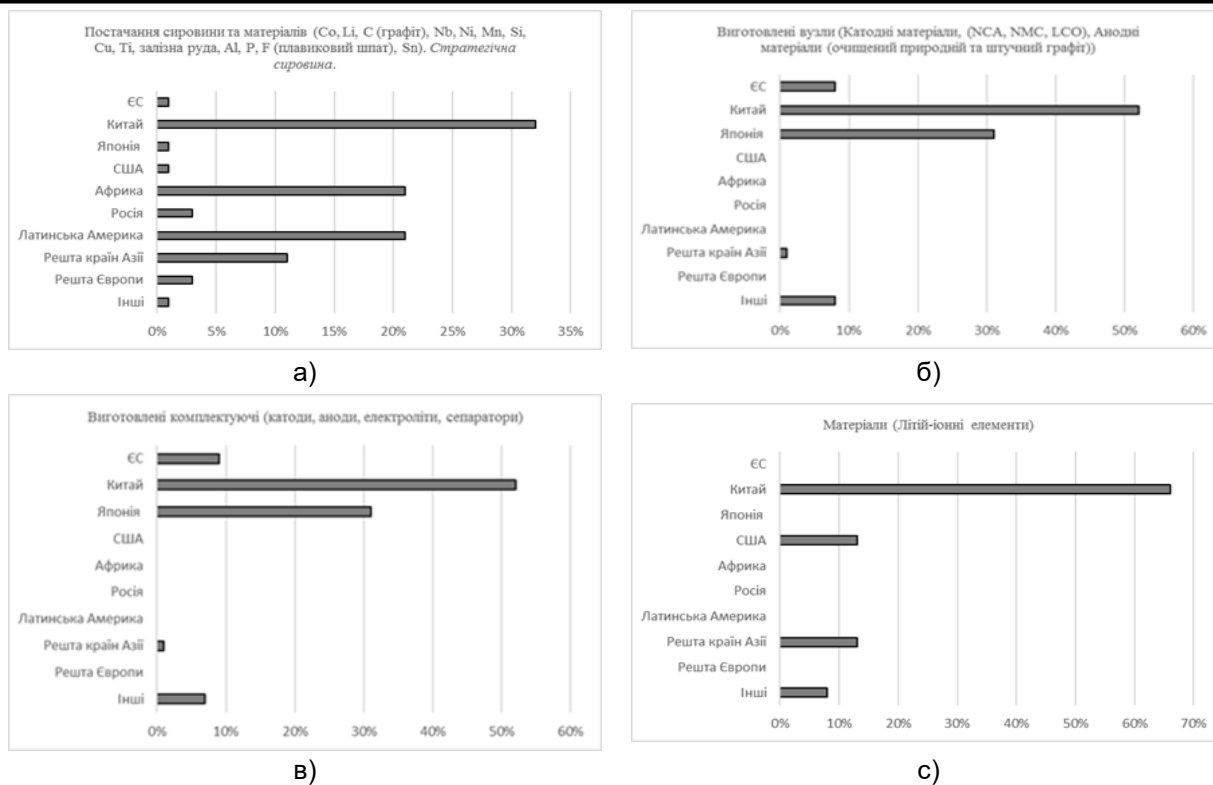 Постачання сировини та матеріалів (Co, Li, C (графіт), Nb, Ni, Mn, Si,
Cu, Ti, залізна руда, Al, P, F (плавиковий шпат), Sn). Стратегічна
сировина.
ЄС
Китай
Японія
США
Африка
Росія
Латинська Америка
Решта країн Азії
Решта Європи
Інші
0% 5% 10% 15% 20% 25% 30% 35%
а)
Виготовлені вузли (Катодні матеріали, (NCA, NMC, LCO), Анодні
матеріали (очищений природній та штучний графіт))
ЄС
Китай
Японія
США
Африка
Росія
Латинська Америка
Решта країн Азії
Решта Європи
Інші
0% 10% 20% 30% 40% 50% 60%
б)
Виготовлені комплектуючі (катоди, аноди, електроліти, сепаратори)
ЄС
Китай
Японія
США
Африка
Росія
Латинська Америка
Решта країн Азії
Решта Європи
Інші
0% 10% 20% 30% 40% 50% 60%
в)
Матеріали (Літій-іонні елементи)
ЄС
Китай
Японія
США
Африка
Росія
Латинська Америка
Решта країн Азії
Решта Європи
Інші
0% 10% 20% 30% 40% 50% 60% 70%
с)